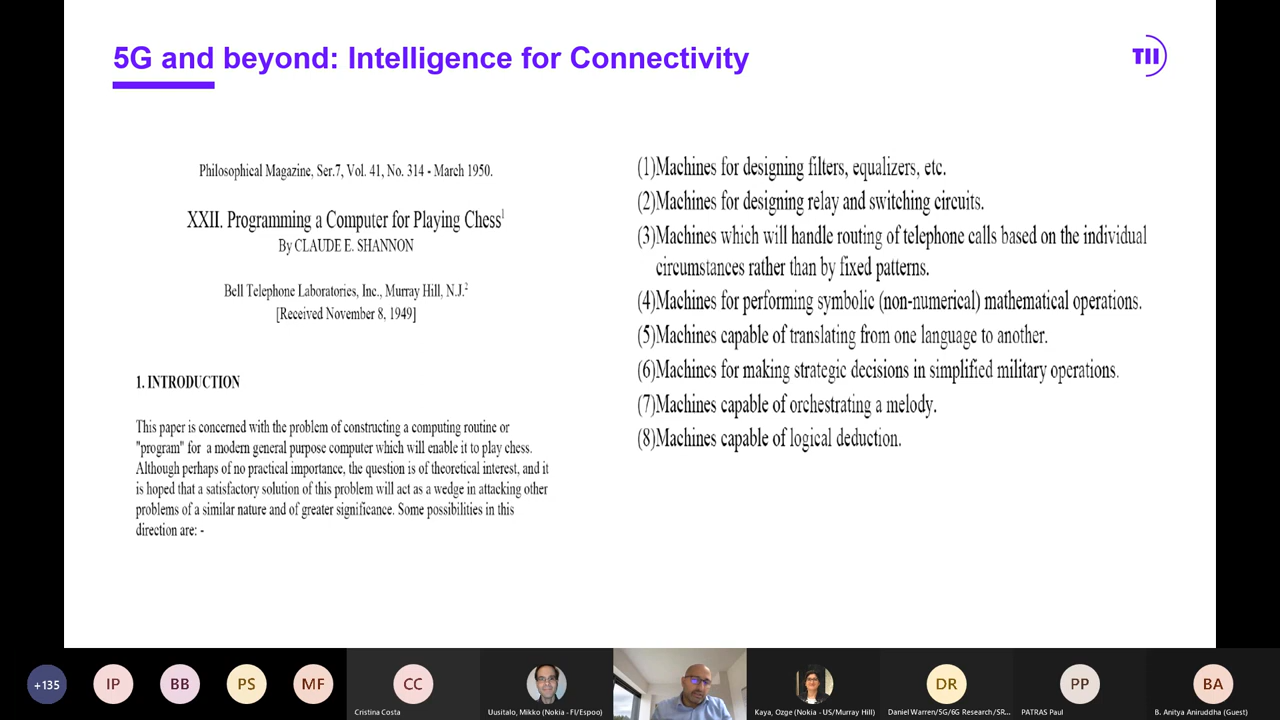 5G and beyond: Intelligence for Connectivity
TII
Philosophical Magazine, Ser.7, Vol. 41, No. 314 - March 1950.
XXII. Programming a Computer for Playing Chess1
By CLAUDE E. SHANNON
Bell Telephone Laboratories, Inc., Murray Hill, N.J.2
[Received November 8, 1949]
1. INTRODUCTION
This paper is concerned with the problem of constructing a computing routine or
"program" for a modern general purpose computer which will enable it to play chess.
Although perhaps of no practical importance, the question is of theoretical interest, and it
is hoped that a satisfactory solution of this problem will act as a wedge in attacking other
problems of a similar nature and of greater significance. Some possibilities in this
direction are: -
(1)Machines for designing filters, equalizers, etc.
(2)Machines for designing relay and switching circuits.
(3)Machines which will handle routing of telephone calls based on the individual
circumstances rather than by fixed patterns.
(4)Machines for performing symbolic (non-numerical) mathematical operations.
(5)Machines capable of translating from one language to another.
(6)Machines for making strategic decisions in simplified military operations.
(7)Machines capable of orchestrating a melody.
(8)Machines capable of logical deduction.
+135
IP
BB
PS
MF
CC
DR
PP
BA
Cristina Costa
Uusitalo, Mikko (Nokia - FI/Espoo)
Kaya, Ozge (Nokia - US/Murray Hill)
Daniel Warren/5G/6G Research/SR...
PATRAS Paul
B. Anitya Aniruddha (Guest)